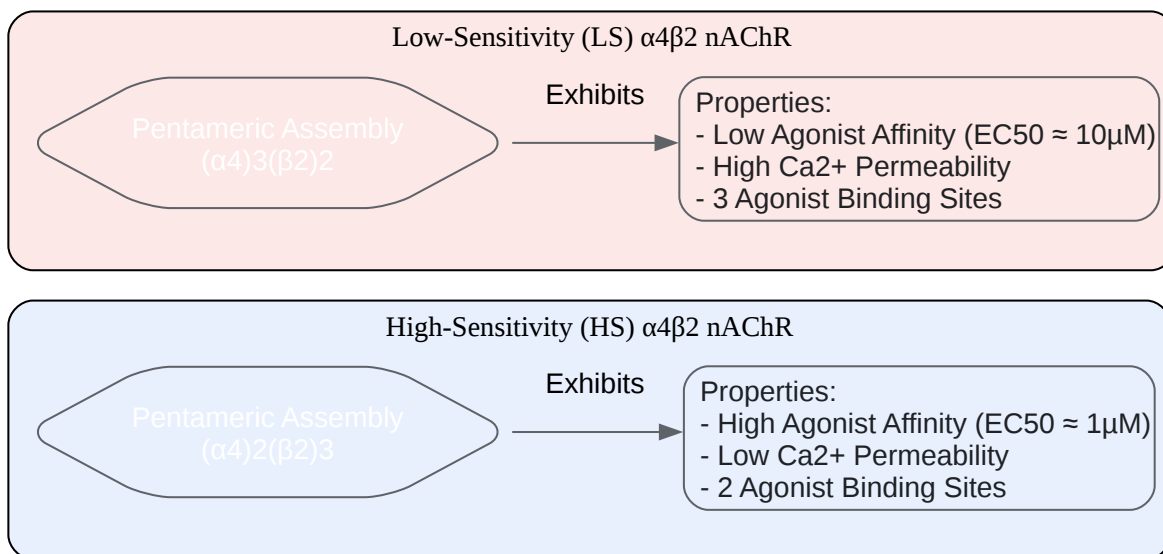 Low-Sensitivity (LS) α4β2 nAChR
Pentameric Assembly
(α4)3(β2)2
Exhibits
Properties:
- Low Agonist Affinity (EC50 ≈ 10µM)
- High Ca2+ Permeability
- 3 Agonist Binding Sites
High-Sensitivity (HS) α4β2 nAChR
Pentameric Assembly
(α4)2(β2)3
Exhibits
Properties:
- High Agonist Affinity (EC50 ≈ 1µM)
- Low Ca2+ Permeability
- 2 Agonist Binding Sites